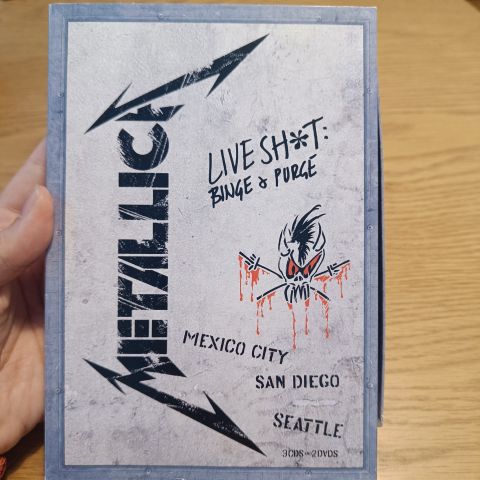 METALLICA
LIVE SH*T:
BINGE & PURGE
MEXICO CITY
SAN DIEGO
SEATTLE
3CDS - 2DVDS